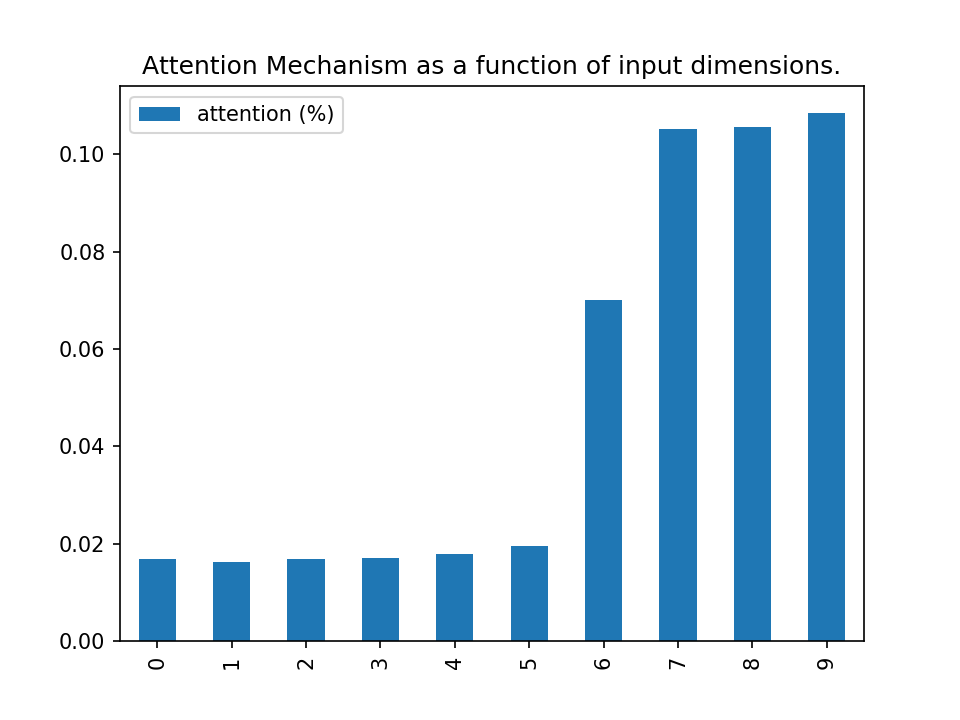 Attention Mechanism as a function of input dimensions.
attention (%)
0.10
0.08
0.06
0.04
0.02
0.00
0 1 2 3 4 5 6 7 8 9